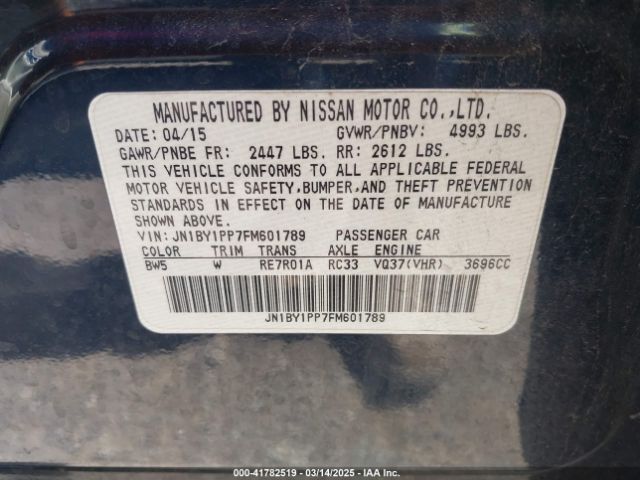 MANUFACTURED BY NISSAN MOTOR CO.,LTD.
DATE: 04/15 GVWR/PNBV: 4993 LBS.
GAWR/PNBE FR: 2447 LBS. RR: 2612 LBS.
THIS VEHICLE CONFORMS TO ALL APPLICABLE FEDERAL
MOTOR VEHICLE SAFETY,BUMPER,AND THEFT PREVENTION
STANDARDS IN EFFECT ON THE DATE OF MANUFACTURE
SHOWN ABOVE.
VIN: JN1BY1PP7FM601789 PASSENGER CAR
COLOR TRIM TRANS AXLE ENGINE
BW5 W RE7R01A RC33 VQ37(VHR) 3696CC
JN1BY1PP7FM601789
000-41782519 - 03/14/2025 - IAA Inc.